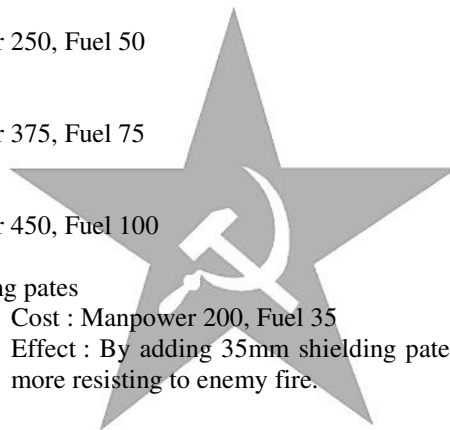 r 250, Fuel 50
r 375, Fuel 75
r 450, Fuel 100
ng pates
Cost : Manpower 200, Fuel 35
Effect : By adding 35mm shielding pate
more resisting to enemy fire.